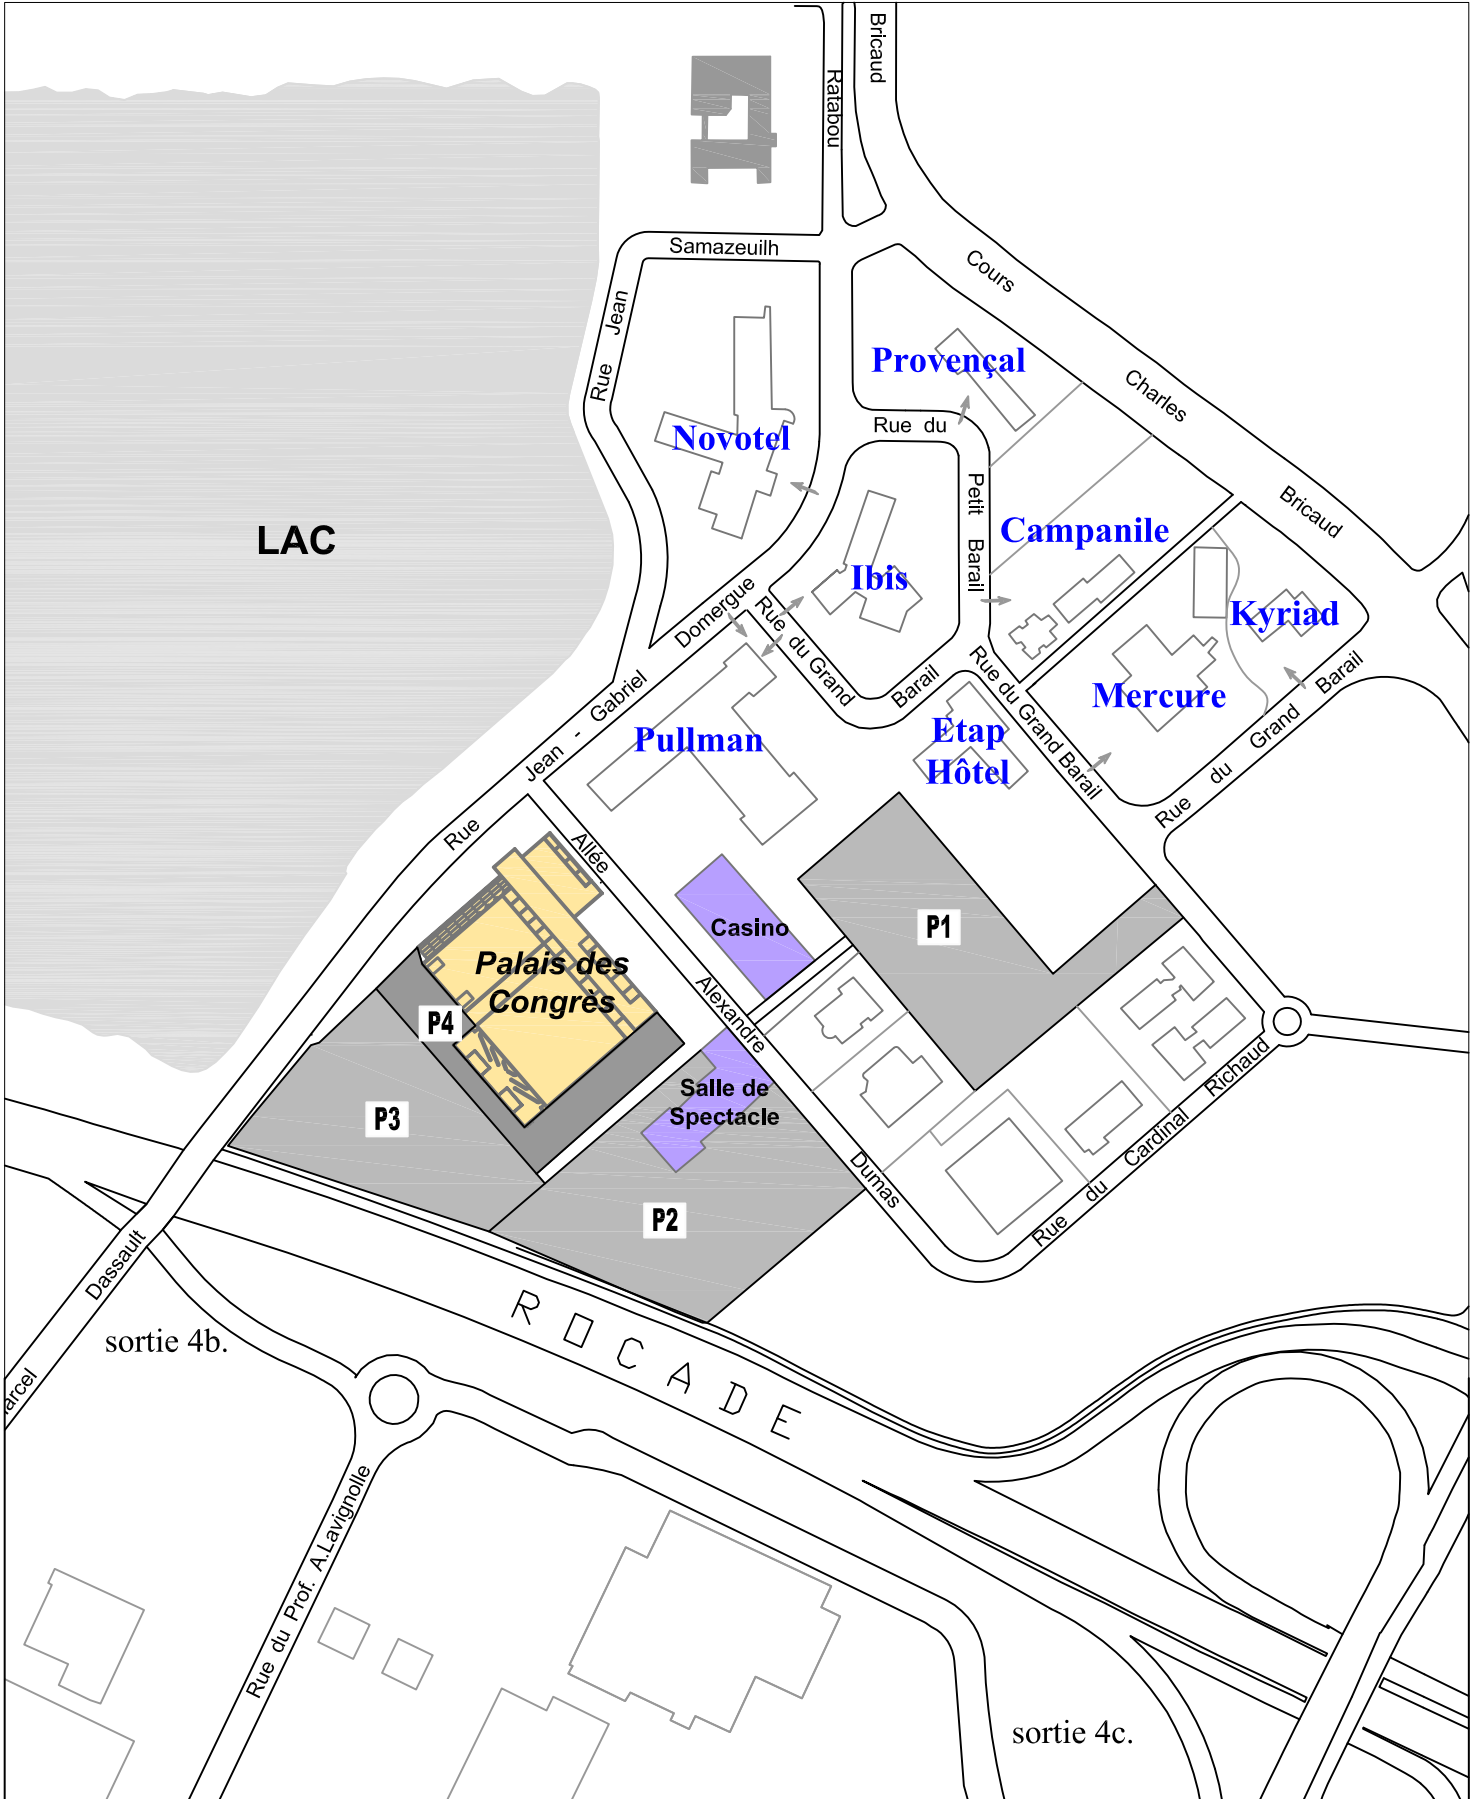 Bricaud
Ratabou
Samazeuilh
Cours
Rue Jean
Provençal
Charles
Rue du
Novotel
Petit Barail
Bricaud
LAC
Campanile
Ibis
Kyriad
Domergue
Rue du Grand
Barail
Rue du Grand Barail
Mercure
Rue du Grand Barail
Rue Jean - Gabriel
Pullman
Etap
Hôtel
Allée
Casino
P1
Palais des
Congrès
Alexandre
P4
Salle de
Spectacle
P3
Dumas
Rue du Cardinal Richaud
P2
Dassault
ROCADE
sortie 4b.
arcel
Rue du Prof. A.Lavignolle
sortie 4c.